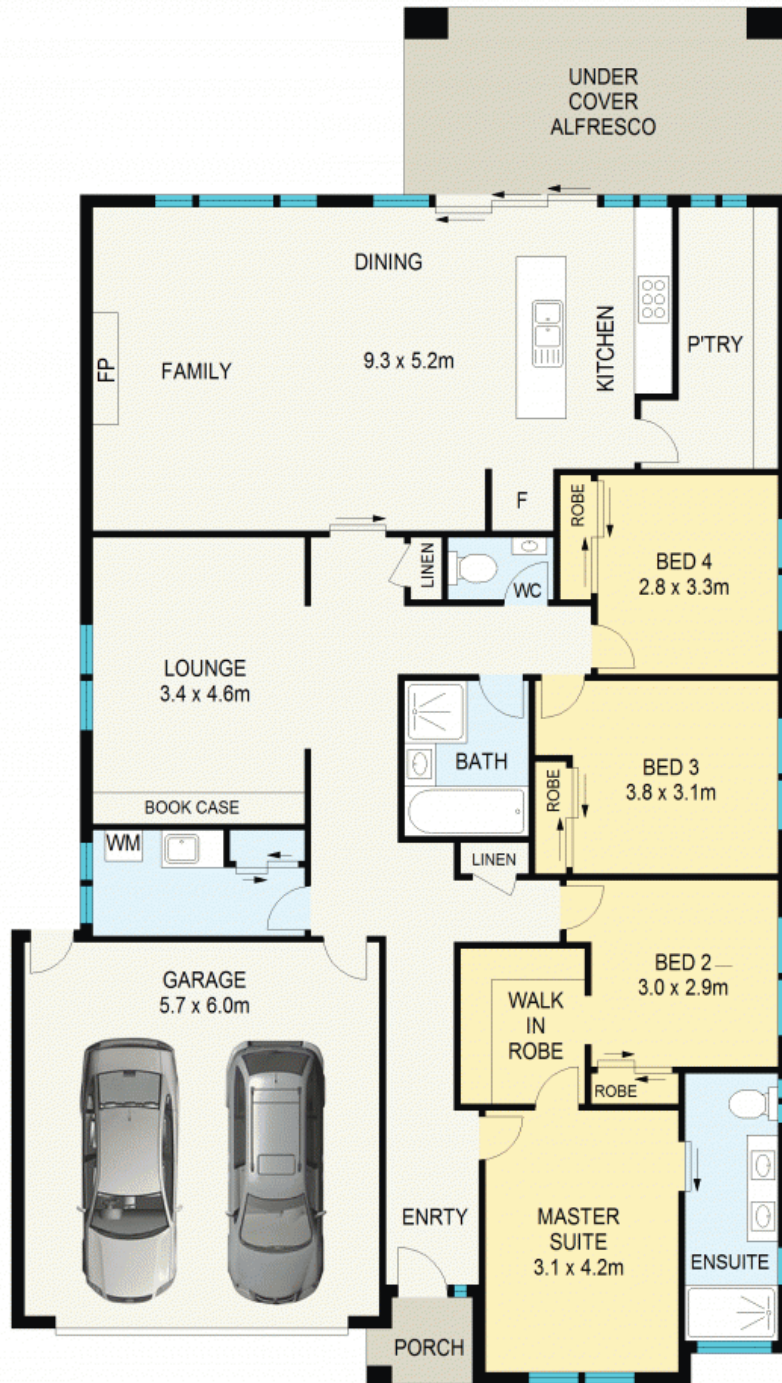 UNDER
COVER
ALFRESCO
DINING
FAMILY
9.3 x 5.2m
KITCHEN
P'TRY
FP
F
ROBE
BED 4
2.8 x 3.3m
LINEN
WC
LOUNGE
3.4 x 4.6m
BATH
BED 3
3.8 x 3.1m
ROBE
BOOK CASE
WM
LINEN
GARAGE
5.7 x 6.0m
BED 2
3.0 x 2.9m
WALK
IN
ROBE
ROBE
ENRTY
MASTER
SUITE
3.1 x 4.2m
ENSUITE
PORCH